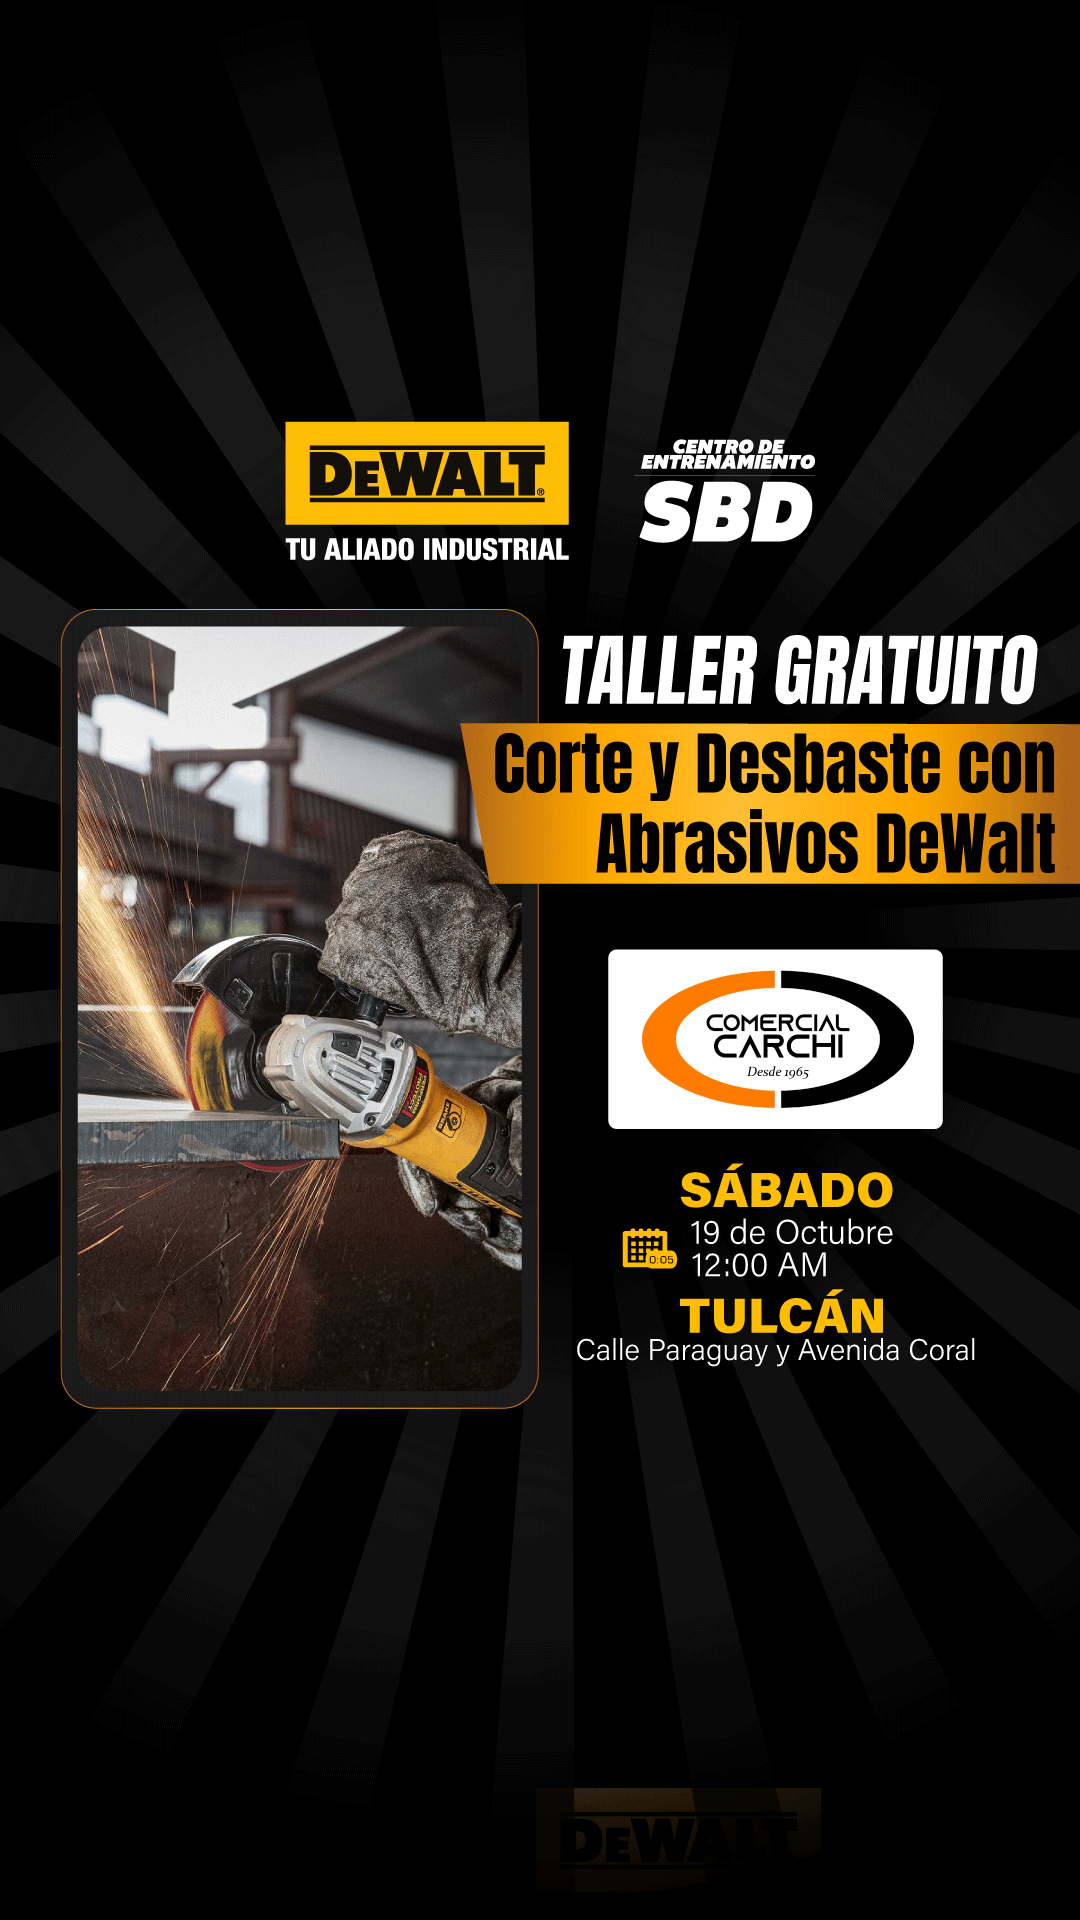 DEWALT®
TU ALIADO INDUSTRIAL
CENTRO DE
ENTRENAMIENTO
SBD
TALLER GRATUITO
Corte y Desbaste con
Abrasivos DeWalt
COMERCIAL
CARCHI
Desde 1965
SÁBADO
19 de Octubre
0:05
12:00 AM
TULCÁN
Calle Paraguay y Avenida Coral
DEWALT